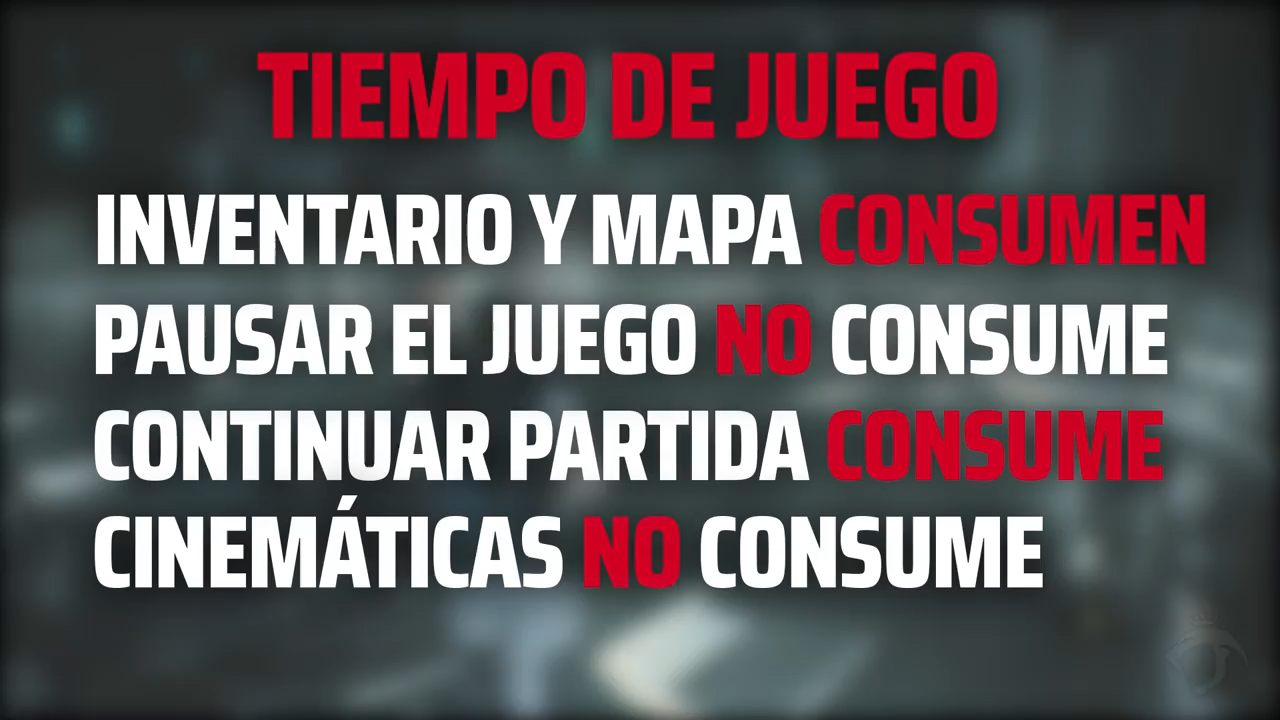 TIEMPO DE JUEGO
INVENTARIO Y MAPA CONSUMEN
PAUSAR EL JUEGO NO CONSUME
CONTINUAR PARTIDA CONSUME
CINEMÁTICAS NO CONSUME